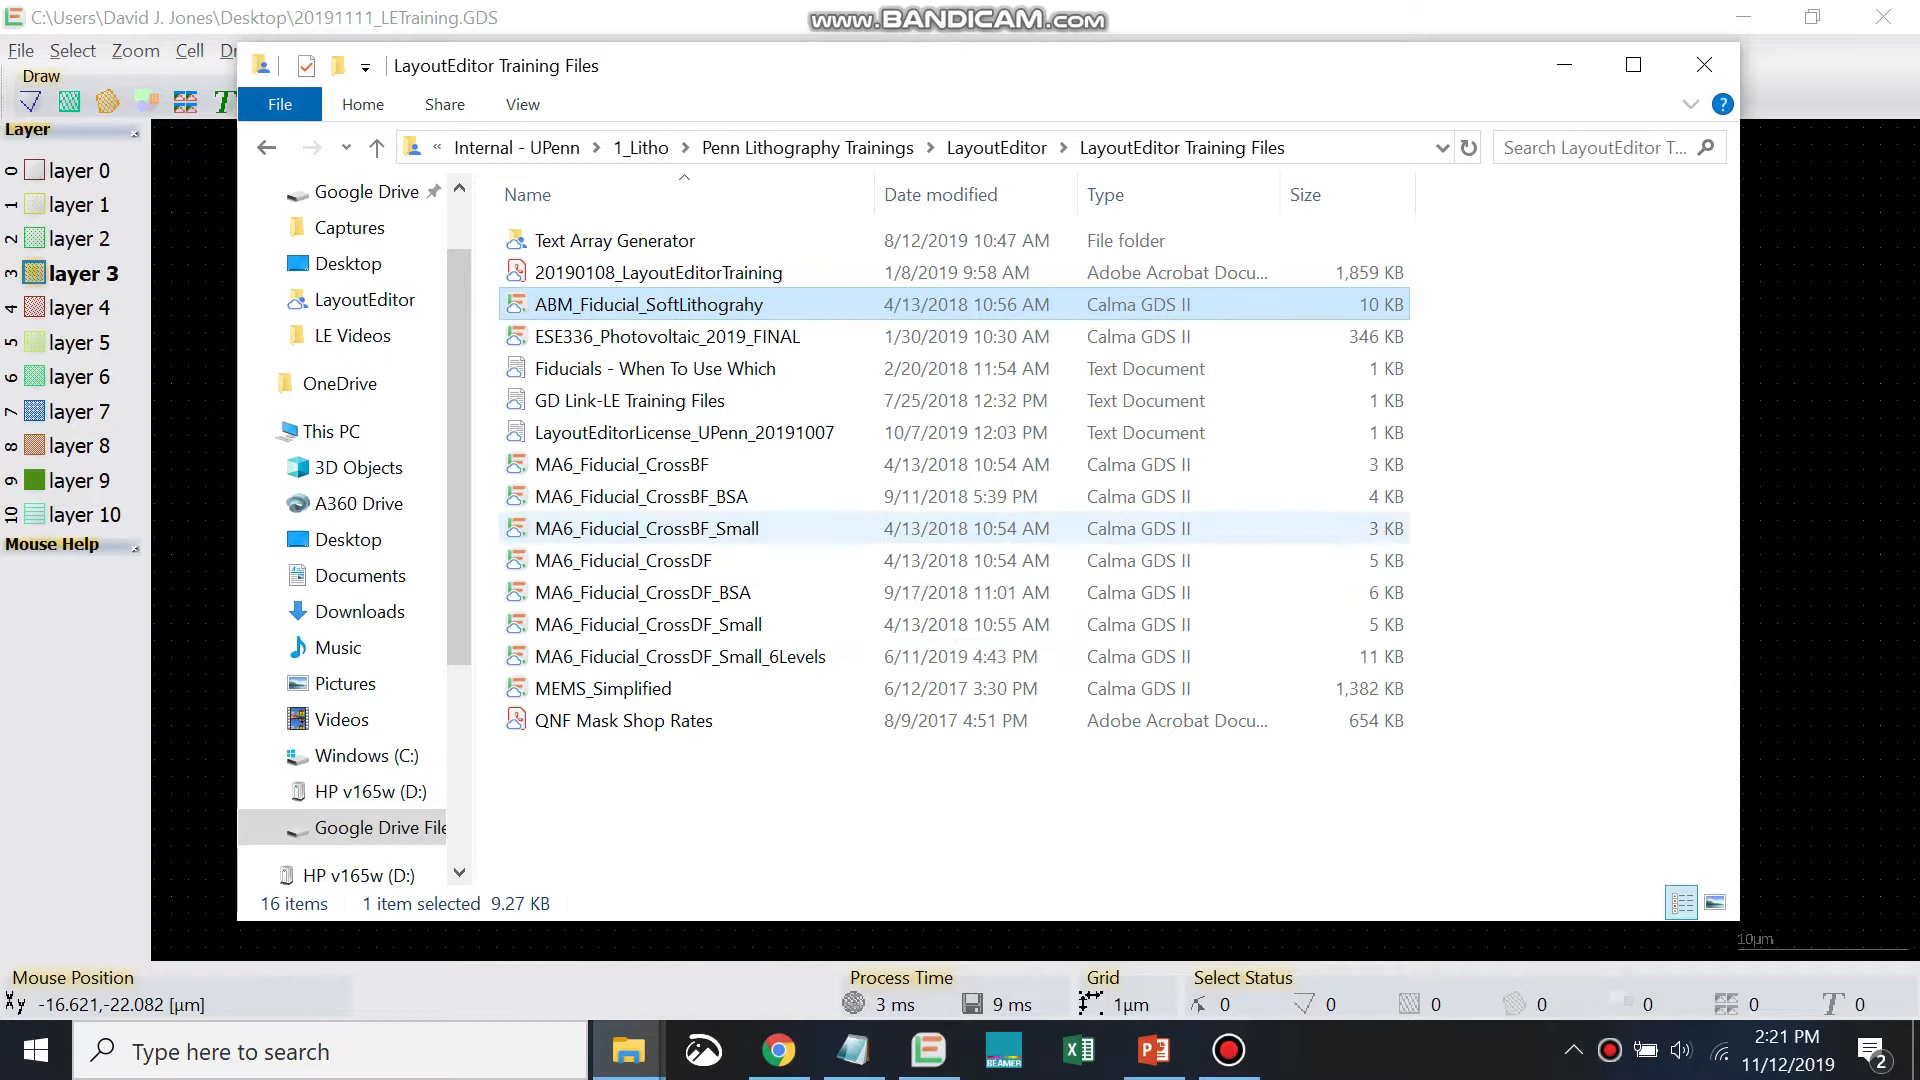 C:\Users\David J. Jones\Desktop\20191111_LETraining.GDS
www.BANDICAM.com
File Select Zoom Cell Dr
Draw
Layer
0 layer 0
1 layer 1
2 layer 2
3 layer 3
4 layer 4
5 layer 5
6 layer 6
7 layer 7
8 layer 8
9 layer 9
10 layer 10
Mouse Help
LayoutEditor Training Files
File Home Share View
« Internal - UPenn > 1_Litho > Penn Lithography Trainings > LayoutEditor > LayoutEditor Training Files
Search LayoutEditor T...
Google Drive
Captures
Desktop
LayoutEditor
LE Videos
OneDrive
This PC
3D Objects
A360 Drive
Desktop
Documents
Downloads
Music
Pictures
Videos
Windows (C:)
HP v165w (D:)
Google Drive File
HP v165w (D:)
Name Date modified Type Size
Text Array Generator 8/12/2019 10:47 AM File folder
20190108_LayoutEditorTraining 1/8/2019 9:58 AM Adobe Acrobat Docu... 1,859 KB
ABM_Fiducial_SoftLithograhy 4/13/2018 10:56 AM Calma GDS II 10 KB
ESE336_Photovoltaic_2019_FINAL 1/30/2019 10:30 AM Calma GDS II 346 KB
Fiducials - When To Use Which 2/20/2018 11:54 AM Text Document 1 KB
GD Link-LE Training Files 7/25/2018 12:32 PM Text Document 1 KB
LayoutEditorLicense_UPenn_20191007 10/7/2019 12:03 PM Text Document 1 KB
MA6_Fiducial_CrossBF 4/13/2018 10:54 AM Calma GDS II 3 KB
MA6_Fiducial_CrossBF_BSA 9/11/2018 5:39 PM Calma GDS II 4 KB
MA6_Fiducial_CrossBF_Small 4/13/2018 10:54 AM Calma GDS II 3 KB
MA6_Fiducial_CrossDF 4/13/2018 10:54 AM Calma GDS II 5 KB
MA6_Fiducial_CrossDF_BSA 9/17/2018 11:01 AM Calma GDS II 6 KB
MA6_Fiducial_CrossDF_Small 4/13/2018 10:55 AM Calma GDS II 5 KB
MA6_Fiducial_CrossDF_Small_6Levels 6/11/2019 4:43 PM Calma GDS II 11 KB
MEMS_Simplified 6/12/2017 3:30 PM Calma GDS II 1,382 KB
QNF Mask Shop Rates 8/9/2017 4:51 PM Adobe Acrobat Docu... 654 KB
16 items 1 item selected 9.27 KB
10µm
Mouse Position Process Time Grid Select Status
-16.621,-22.082 [µm] 3 ms 9 ms 1µm 0 0 0 0 0 0 0
Type here to search
BEAMER
2:21 PM
11/12/2019
2